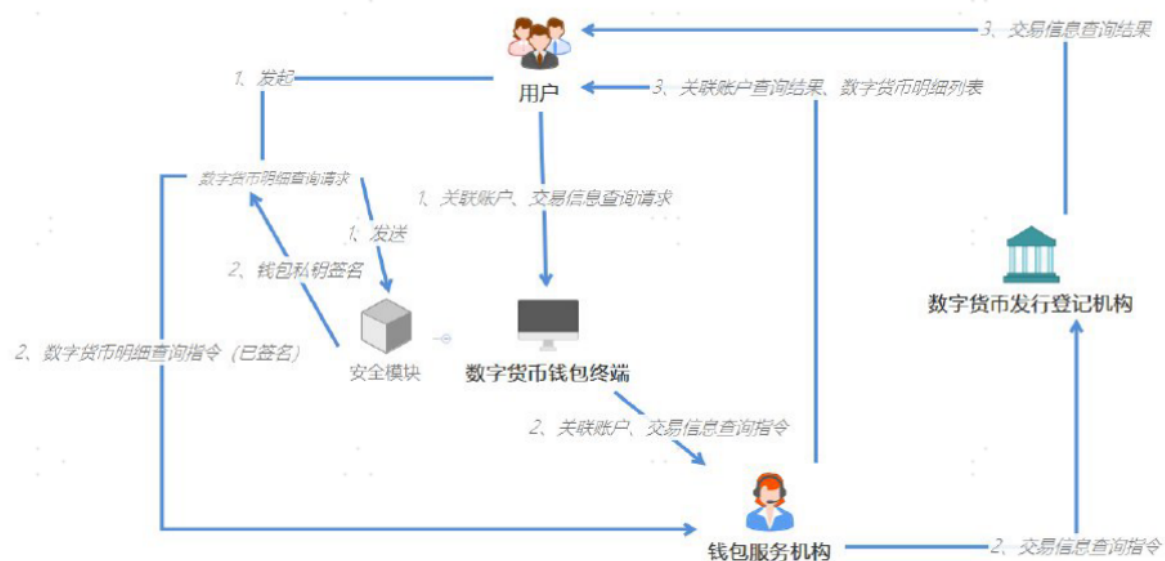 3、交易信息查询结果
1、发起
用户
3、关联账户查询结果、数字货币明细列表
数字货币明细查询请求
1、关联账户、交易信息查询请求
1、发送
2、钱包私钥签名
数字货币发行登记机构
2、数字货币明细查询指令（已签名）
安全模块
数字货币钱包终端
2、关联账户、交易信息查询指令
钱包服务机构
2、交易信息查询指令